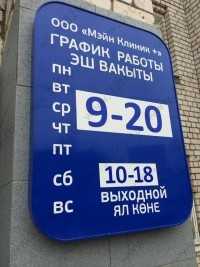 ООО «Мэйн Клиник +»
ГРАФИК РАБОТЫ
ЭШ ВАКЫТЫ
ПН
ВТ
СР 9-20
ЧТ
ПТ
СБ 10-18
ВС ВЫХОДНОЙ
ЯЛ КӨНЕ